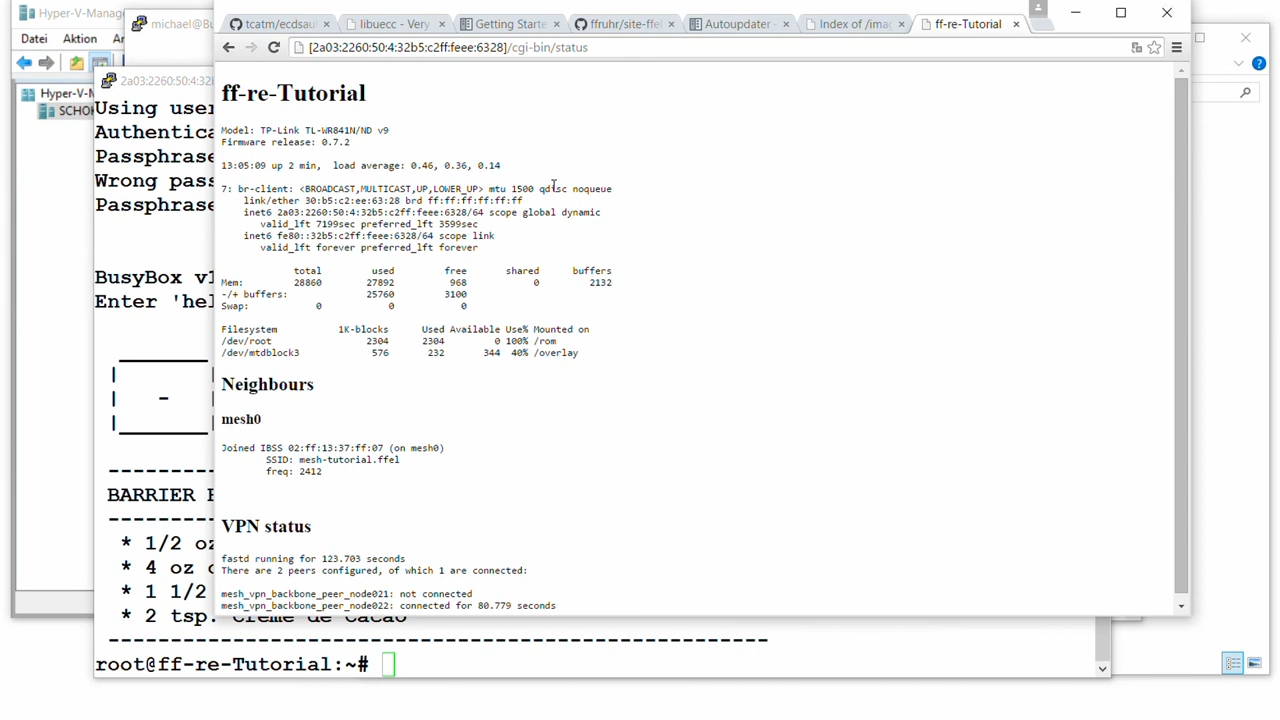 Hyper-V-Manag
Datei Aktion
Hyper-V-M
SCHO
michael@Bu
2a03:2260:50:4:32b
tcatm/ecdsau
libuecc - Very
Getting Starte
ffruhr/site-ffel
Autoupdater -
Index of /imag
ff-re-Tutorial
[2a03:2260:50:4:32b5:c2ff:feee:6328]/cgi-bin/status
ff-re-Tutorial
Model: TP-Link TL-WR841N/ND v9
Firmware release: 0.7.2
13:05:09 up 2 min, load average: 0.46, 0.36, 0.14
7: br-client: <BROADCAST,MULTICAST,UP,LOWER_UP> mtu 1500 qdisc noqueue
link/ether 30:b5:c2:ee:63:28 brd ff:ff:ff:ff:ff:ff
inet6 2a03:2260:50:4:32b5:c2ff:feee:6328/64 scope global dynamic
valid_lft 7199sec preferred_lft 3599sec
inet6 fe80::32b5:c2ff:feee:6328/64 scope link
valid_lft forever preferred_lft forever
total used free shared buffers
Mem: 28860 27892 968 0 2132
-/+ buffers: 25760 3100
Swap: 0 0 0
Filesystem 1K-blocks Used Available Use% Mounted on
/dev/root 2304 2304 0 100% /rom
/dev/mtdblock3 576 232 344 40% /overlay
Neighbours
mesh0
Joined IBSS 02:ff:13:37:ff:07 (on mesh0)
SSID: mesh-tutorial.ffel
freq: 2412
VPN status
fastd running for 123.703 seconds
There are 2 peers configured, of which 1 are connected:
mesh_vpn_backbone_peer_node021: not connected
mesh_vpn_backbone_peer_node022: connected for 80.779 seconds
Using user
Authentica
Passphrase
Wrong pass
Passphrase
BusyBox v1
Enter 'hel
BARRIER
* 1/2 oz
* 4 oz
* 1 1/2
* 2 tsp. Creme de Cacao
root@ff-re-Tutorial:~#